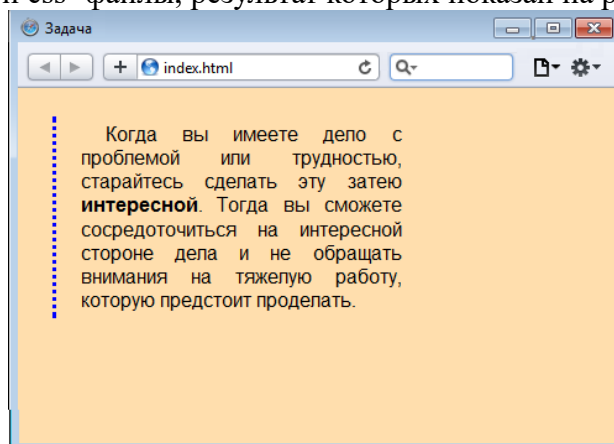 и css- файлы, результат которых показан на р
Задача
index.html
Когда вы имеете дело с
проблемой или трудностью,
старайтесь сделать эту затею
интересной. Тогда вы сможете
сосредоточиться на интересной
стороне дела и не обращать
внимания на тяжелую работу,
которую предстоит проделать.